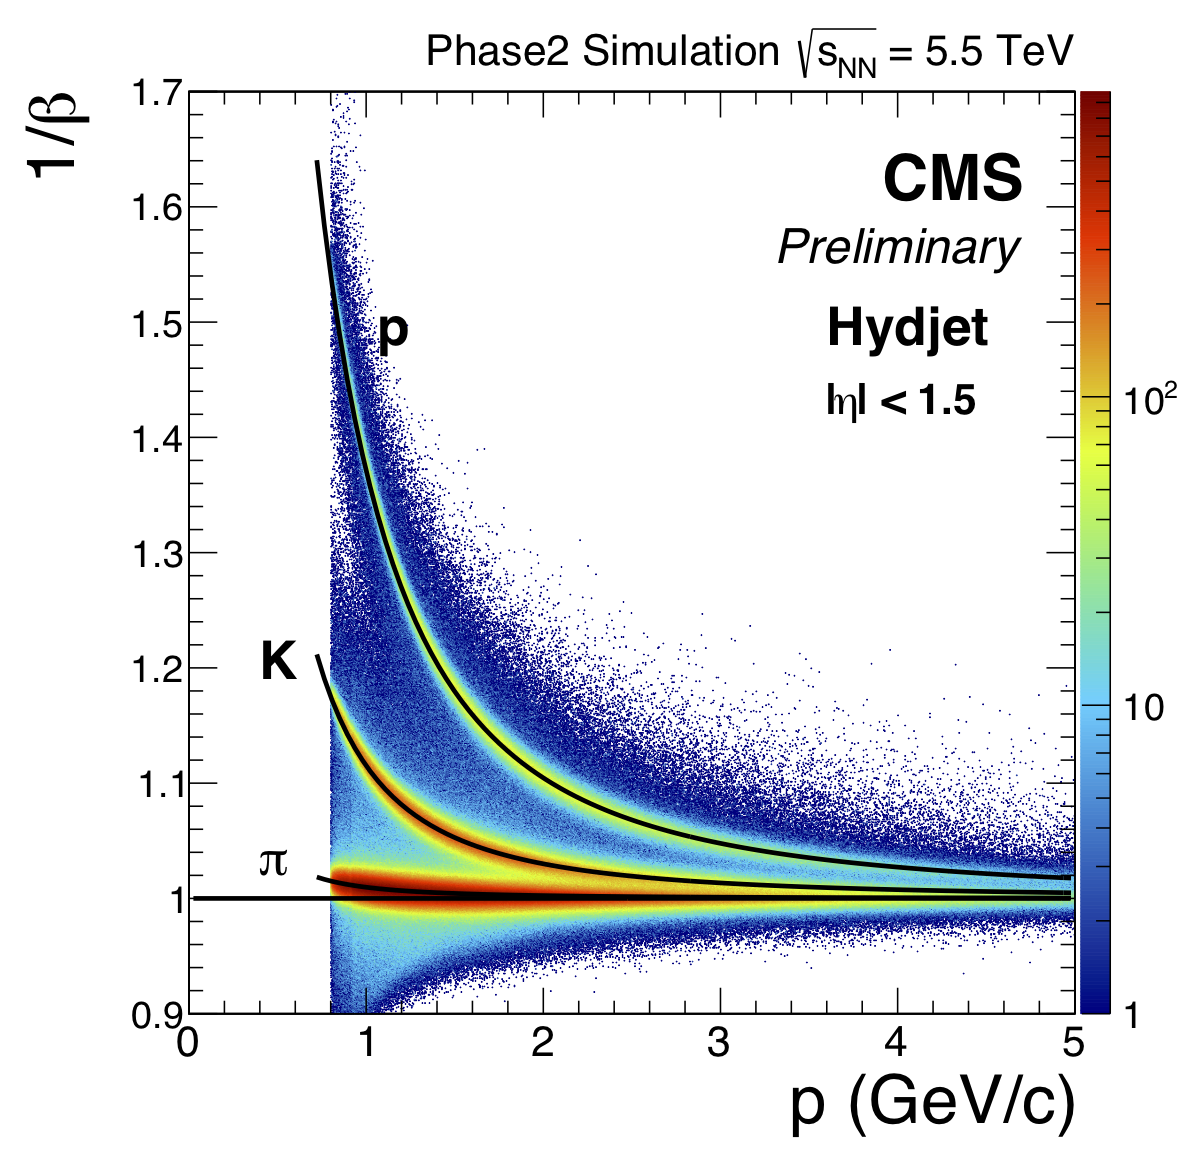 Phase2 Simulation √sNN = 5.5 TeV
1/β
1.7
1.6
1.5
1.4
1.3
1.2
1.1
1
0.9
CMS
Preliminary
Hydjet
|η| < 1.5
p
K
π
10²
10
1
0 1 2 3 4 5
p (GeV/c)